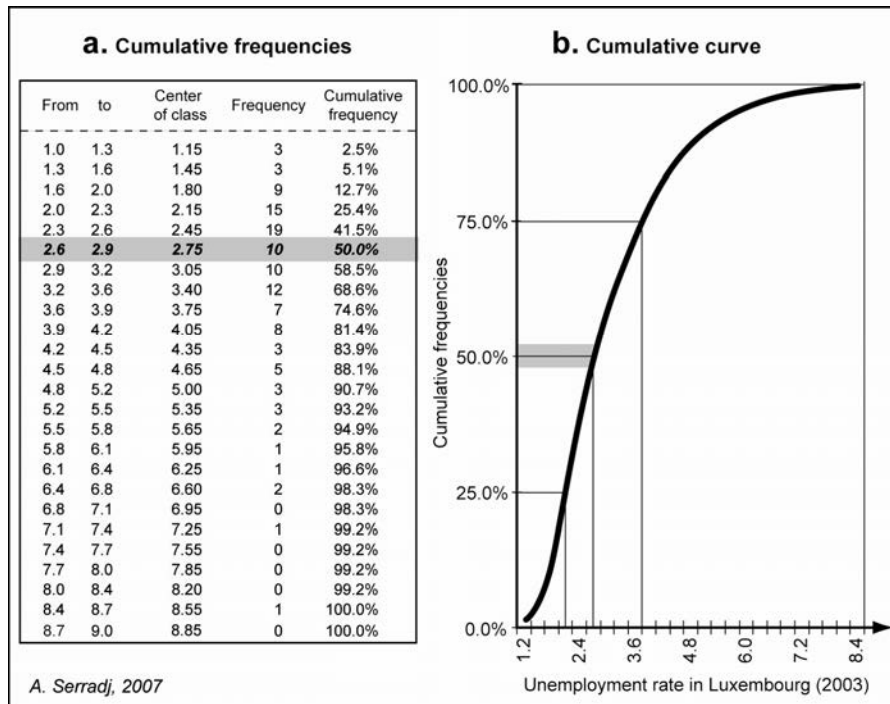 a. Cumulative frequencies
From to Center of class Frequency Cumulative frequency
1.0 1.3 1.15 3 2.5%
1.3 1.6 1.45 3 5.1%
1.6 2.0 1.80 9 12.7%
2.0 2.3 2.15 15 25.4%
2.3 2.6 2.45 19 41.5%
2.6 2.9 2.75 10 50.0%
2.9 3.2 3.05 10 58.5%
3.2 3.6 3.40 12 68.6%
3.6 3.9 3.75 7 74.6%
3.9 4.2 4.05 8 81.4%
4.2 4.5 4.35 3 83.9%
4.5 4.8 4.65 5 88.1%
4.8 5.2 5.00 3 90.7%
5.2 5.5 5.35 3 93.2%
5.5 5.8 5.65 2 94.9%
5.8 6.1 5.95 1 95.8%
6.1 6.4 6.25 1 96.6%
6.4 6.8 6.60 2 98.3%
6.8 7.1 6.95 0 98.3%
7.1 7.4 7.25 1 99.2%
7.4 7.7 7.55 0 99.2%
7.7 8.0 7.85 0 99.2%
8.0 8.4 8.20 0 99.2%
8.4 8.7 8.55 1 100.0%
8.7 9.0 8.85 0 100.0%
A. Serradj, 2007
b. Cumulative curve
Cumulative frequencies
100.0%
75.0%
50.0%
25.0%
0.0%
1.2 2.4 3.6 4.8 6.0 7.2 8.4
Unemployment rate in Luxembourg (2003)